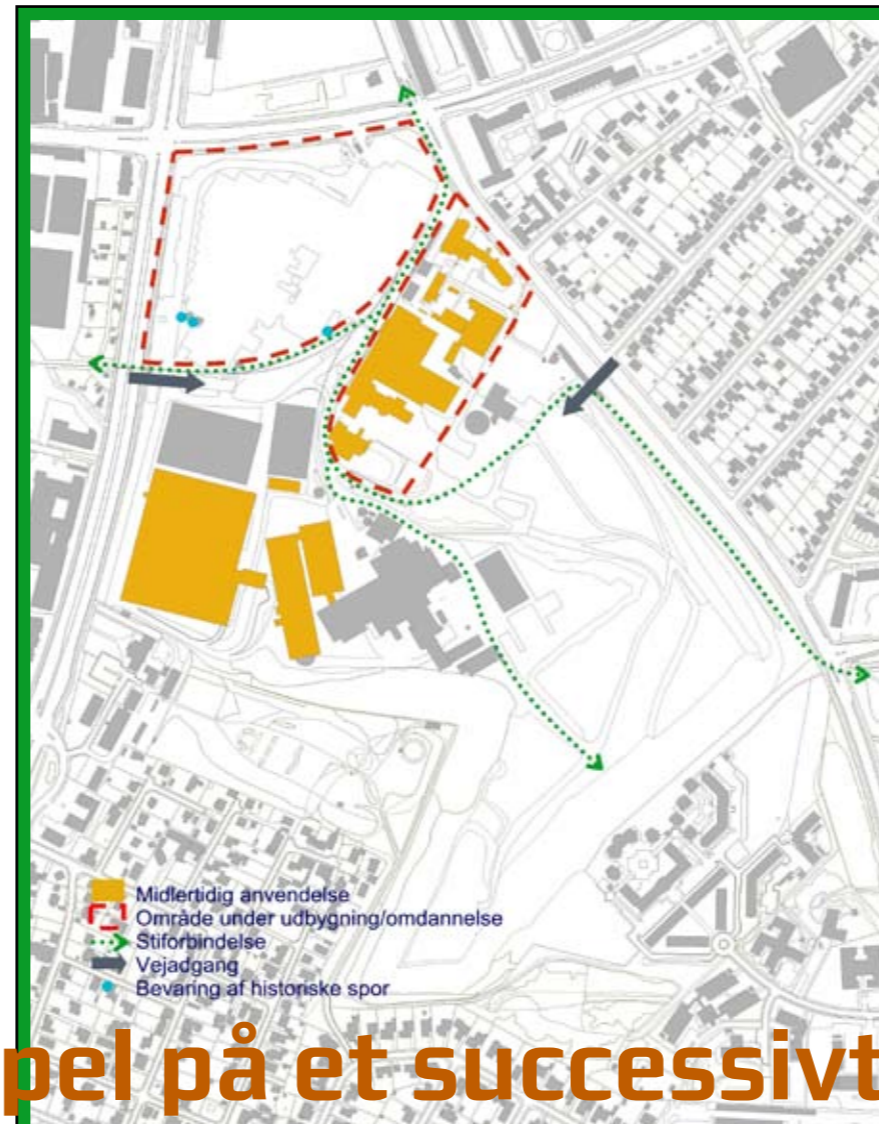 Midlertidig anvendelse
Område under udbygning/omdannelse
Stiforbindelse
Vejadgang
Bevaring af historiske spor
pel på et successivt